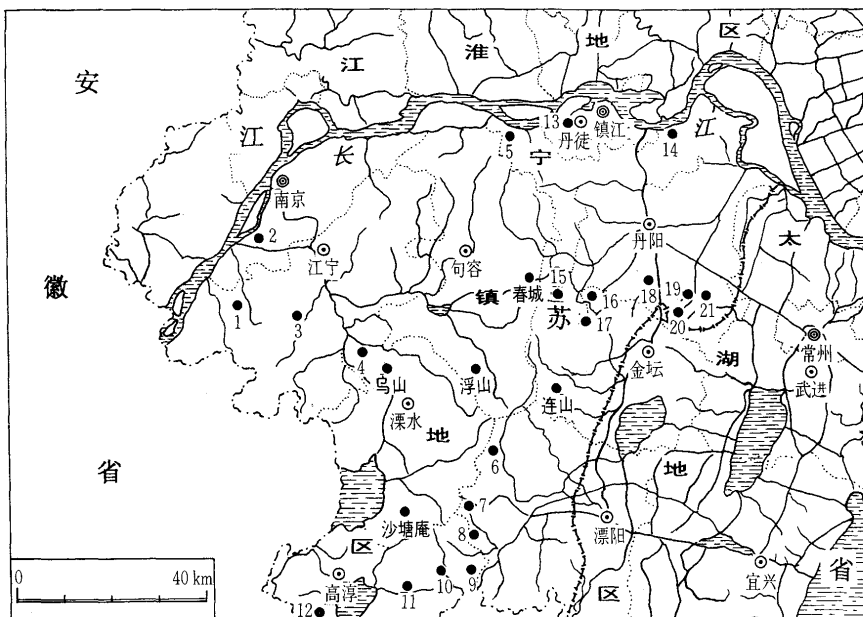 江 淮 地 区
安
13 丹徒 镇江
江 长 5 宁 14 江
南京
2 丹阳 太
江宁 句容
徽 镇 春城 15 16 18 19 21
1 3 苏 17 20 常州
4 乌山 浮山 金坛 湖 武进
溧水 连山
省 地 6 地
7
沙塘庵 8 溧阳
区
0 40 km 10 9 宜兴 省
高淳 11 区
12